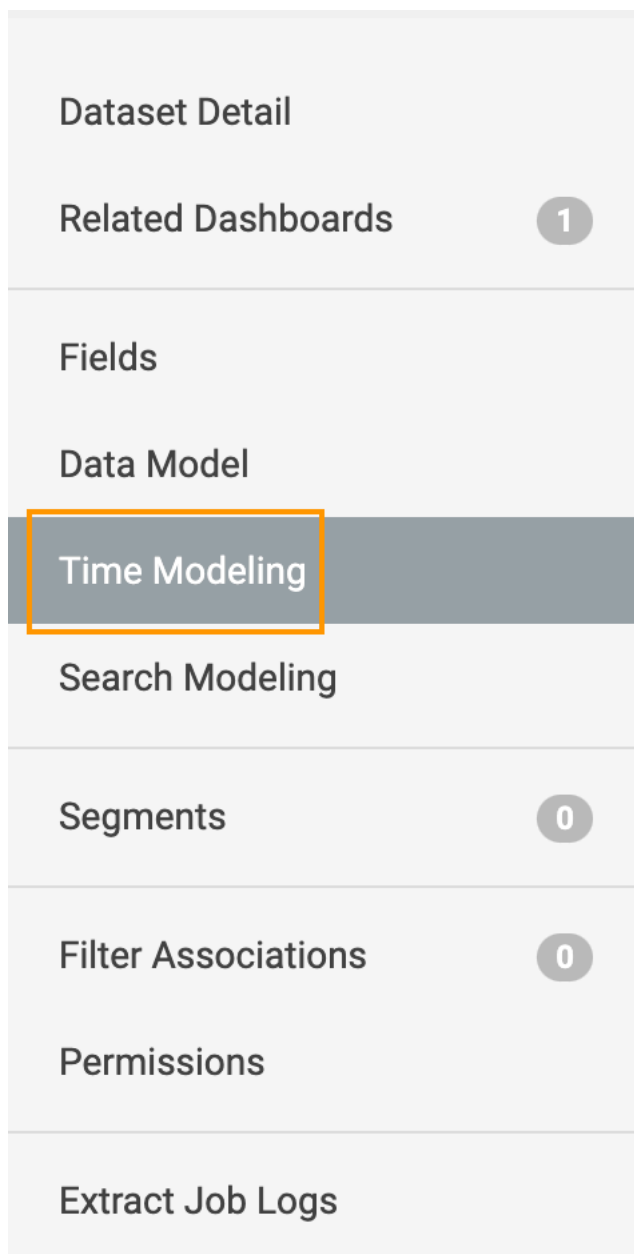 Dataset Detail
Related Dashboards 1
Fields
Data Model
Time Modeling
Search Modeling
Segments 0
Filter Associations 0
Permissions
Extract Job Logs